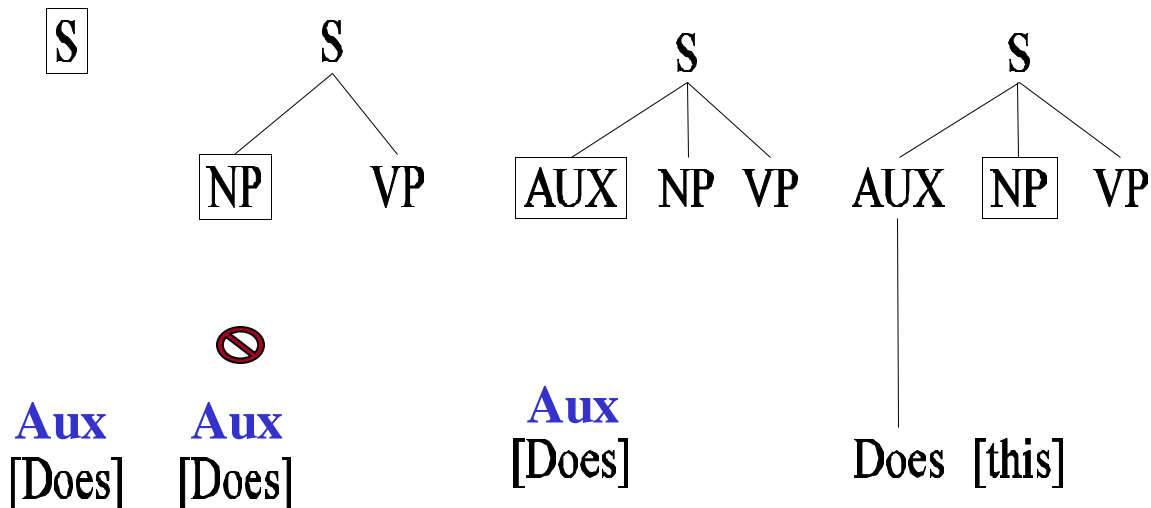 S S S S
NP VP AUX NP VP AUX NP VP
Aux Aux Aux
[Does] [Does] [Does] Does [this]